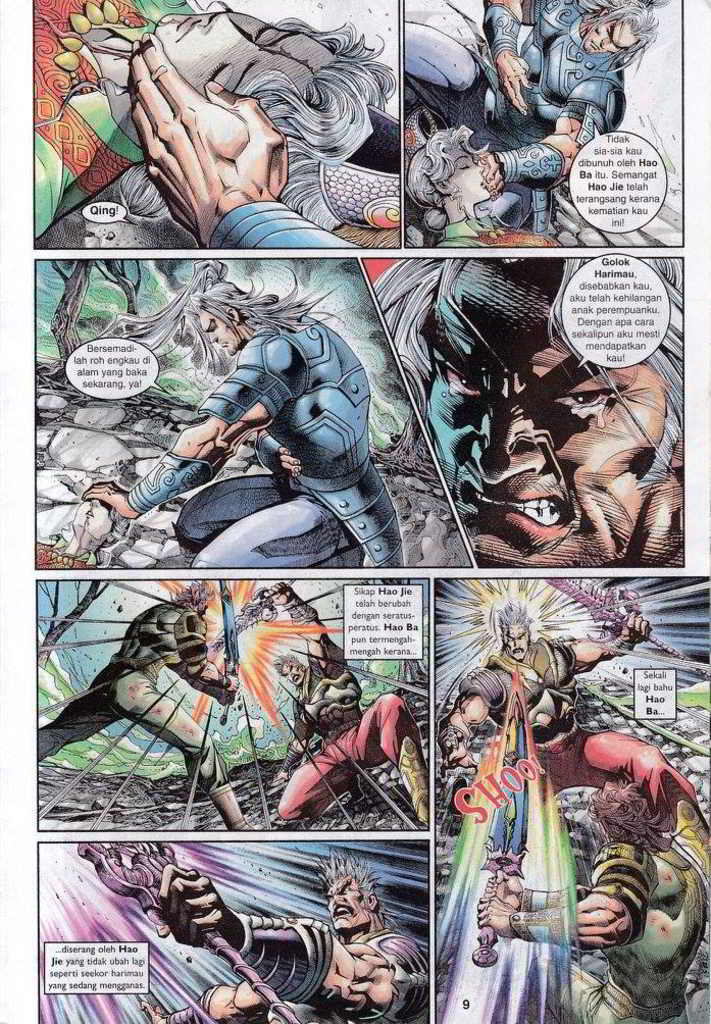 Qing!
Tidak
sia-sia kau
dibunuh oleh Hao
Ba itu. Semangat
Hao Jie telah
terangsang kerana
kematian kau
ini!
Bersemadi-
lah roh engkau di
alam yang baka
sekarang, ya!
Golok
Harimau,
disebabkan kau,
aku telah kehilangan
anak perempuanku.
Dengan apa cara
sekalipun aku mesti
mendapatkan
kau!
Sikap Hao Jie
telah berubah
dengan seratus-
peratus. Hao Ba
pun termengah-
mengah kerana...
...diserang oleh Hao
Jie yang tidak ubah lagi
seperti seekor harimau
yang sedang mengganas.
Sekali
lagi bahu
Hao
Ba...
SHOO!
9